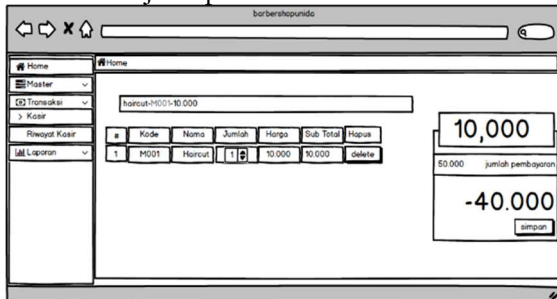 barbershopunido
Home
Home
Master
Transaksi
> Kasir
Riwayat Kasir
Laporan
haircut-M001-10.000
# Kode Nama Jumlah Harga Sub Total Hapus
1 M001 Haircut 1 10.000 10.000 delete
10,000
50.000 jumlah pembayaran
-40.000
simpan